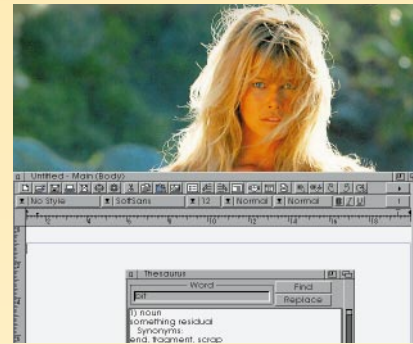 Untitled - Main (Body)
No Style SoftSans 12 Normal Normal B I U
Thesaurus
Word
Find
Replace
1) noun
something residual
Synonyms:
end, fragment, scrap